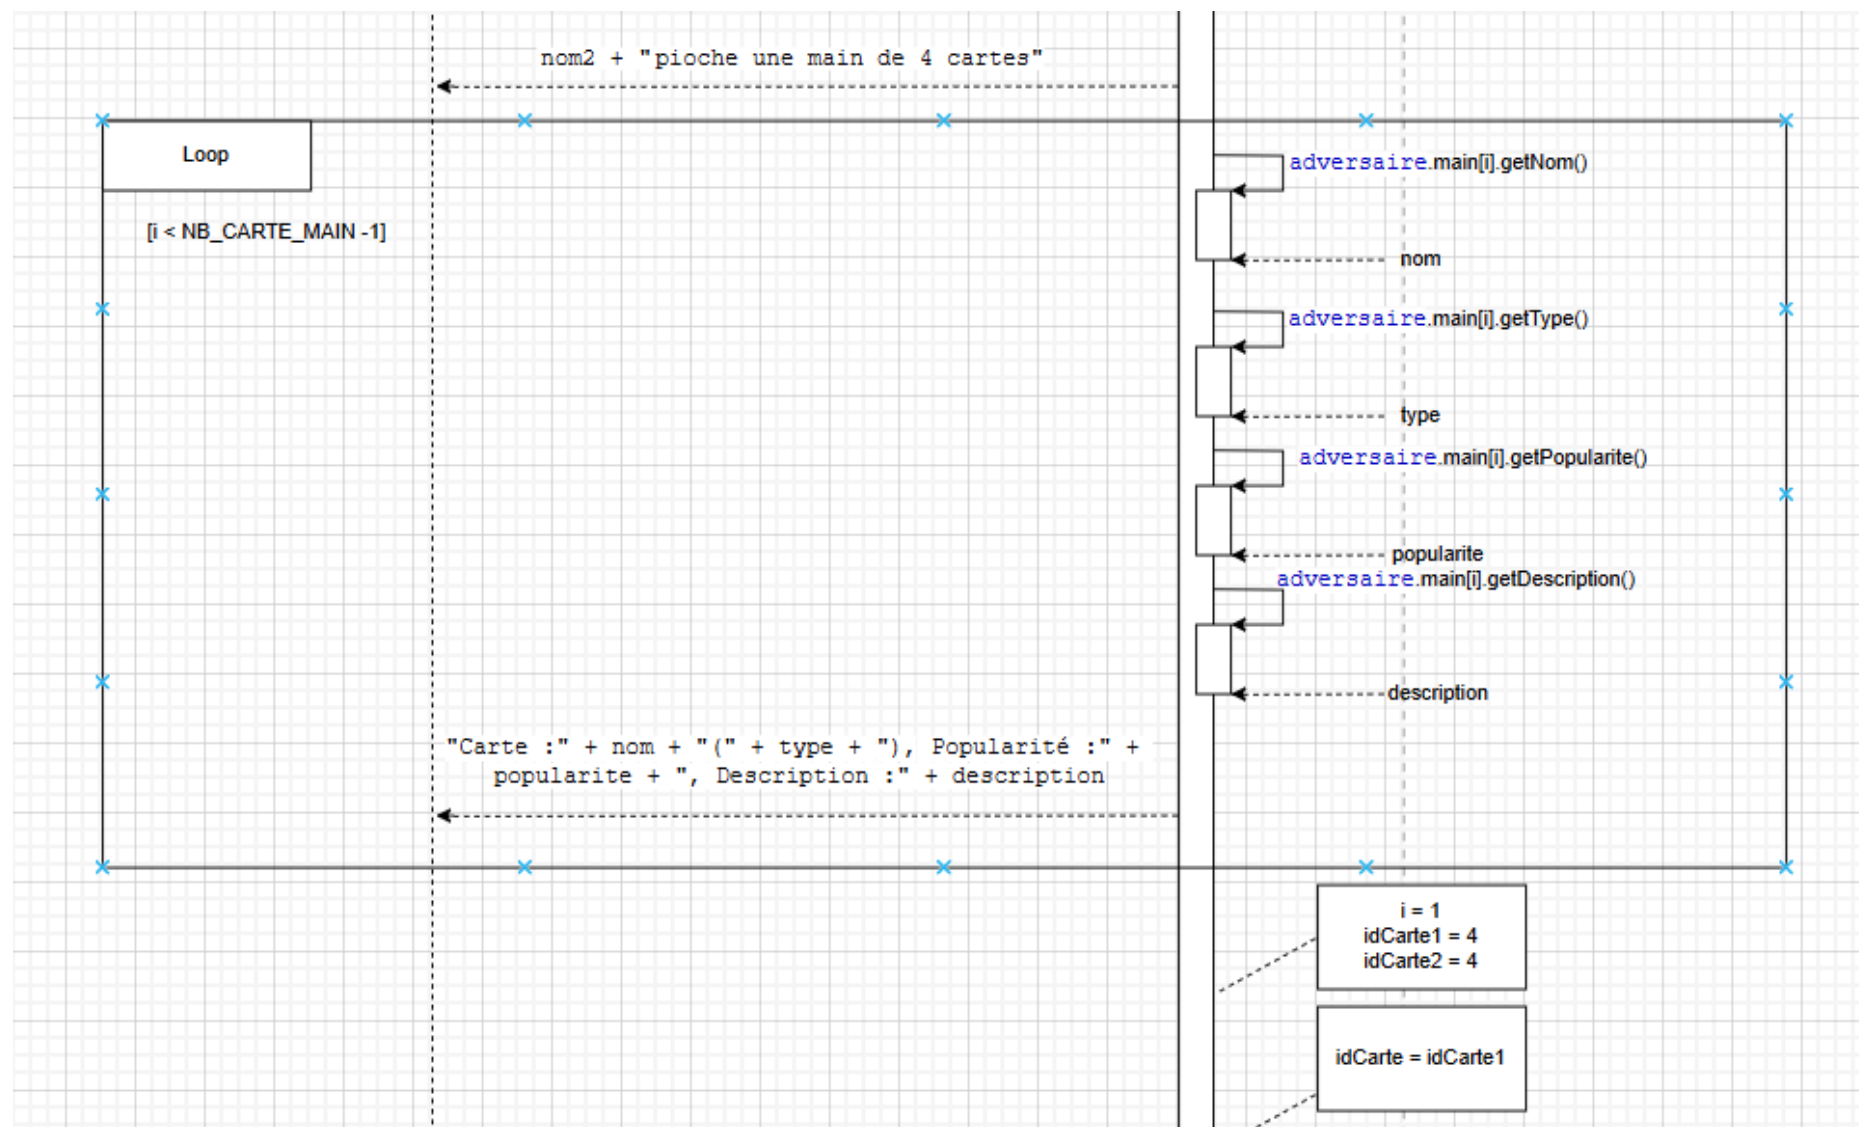 nom2 + "pioche une main de 4 cartes"
Loop
adversaire.main[i].getNom()
[i < NB_CARTE_MAIN -1]
nom
adversaire.main[i].getType()
type
adversaire.main[i].getPopularite()
popularite
adversaire.main[i].getDescription()
description
"Carte :" + nom + "(" + type + "), Popularité :" +
popularite + ", Description :" + description
i = 1
idCarte1 = 4
idCarte2 = 4
idCarte = idCarte1